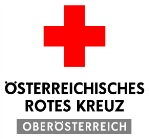 ÖSTERREICHISCHES
ROTES KREUZ
OBERÖSTERREICH